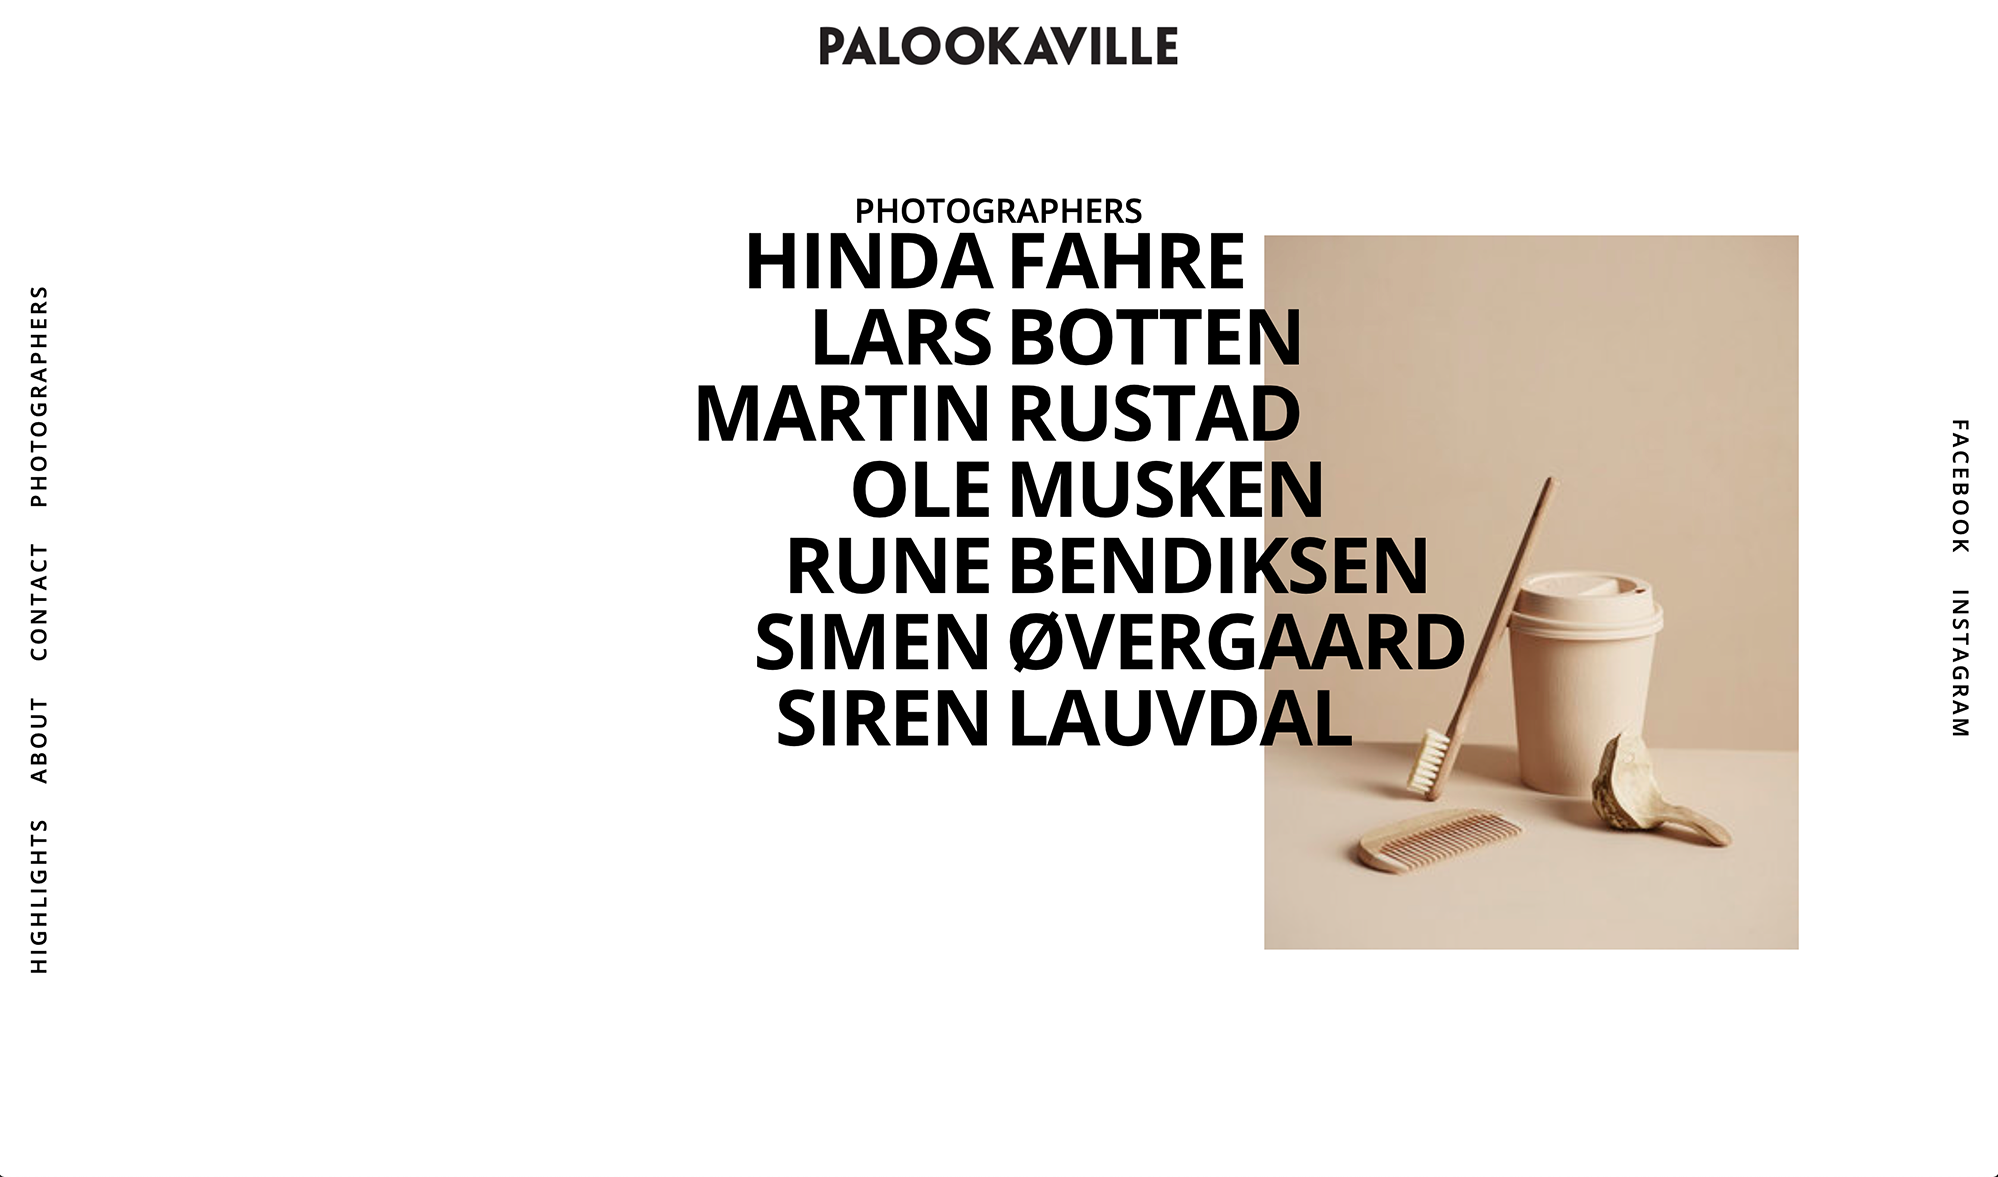 PALOOKAVILLE
PHOTOGRAPHERS
HINDA FAHRE
LARS BOTTEN
MARTIN RUSTAD
OLE MUSKEN
RUNE BENDIKSEN
SIMEN ØVERGAARD
SIREN LAUVDAL
HIGHLIGHTS ABOUT CONTACT PHOTOGRAPHERS
FACEBOOK INSTAGRAM